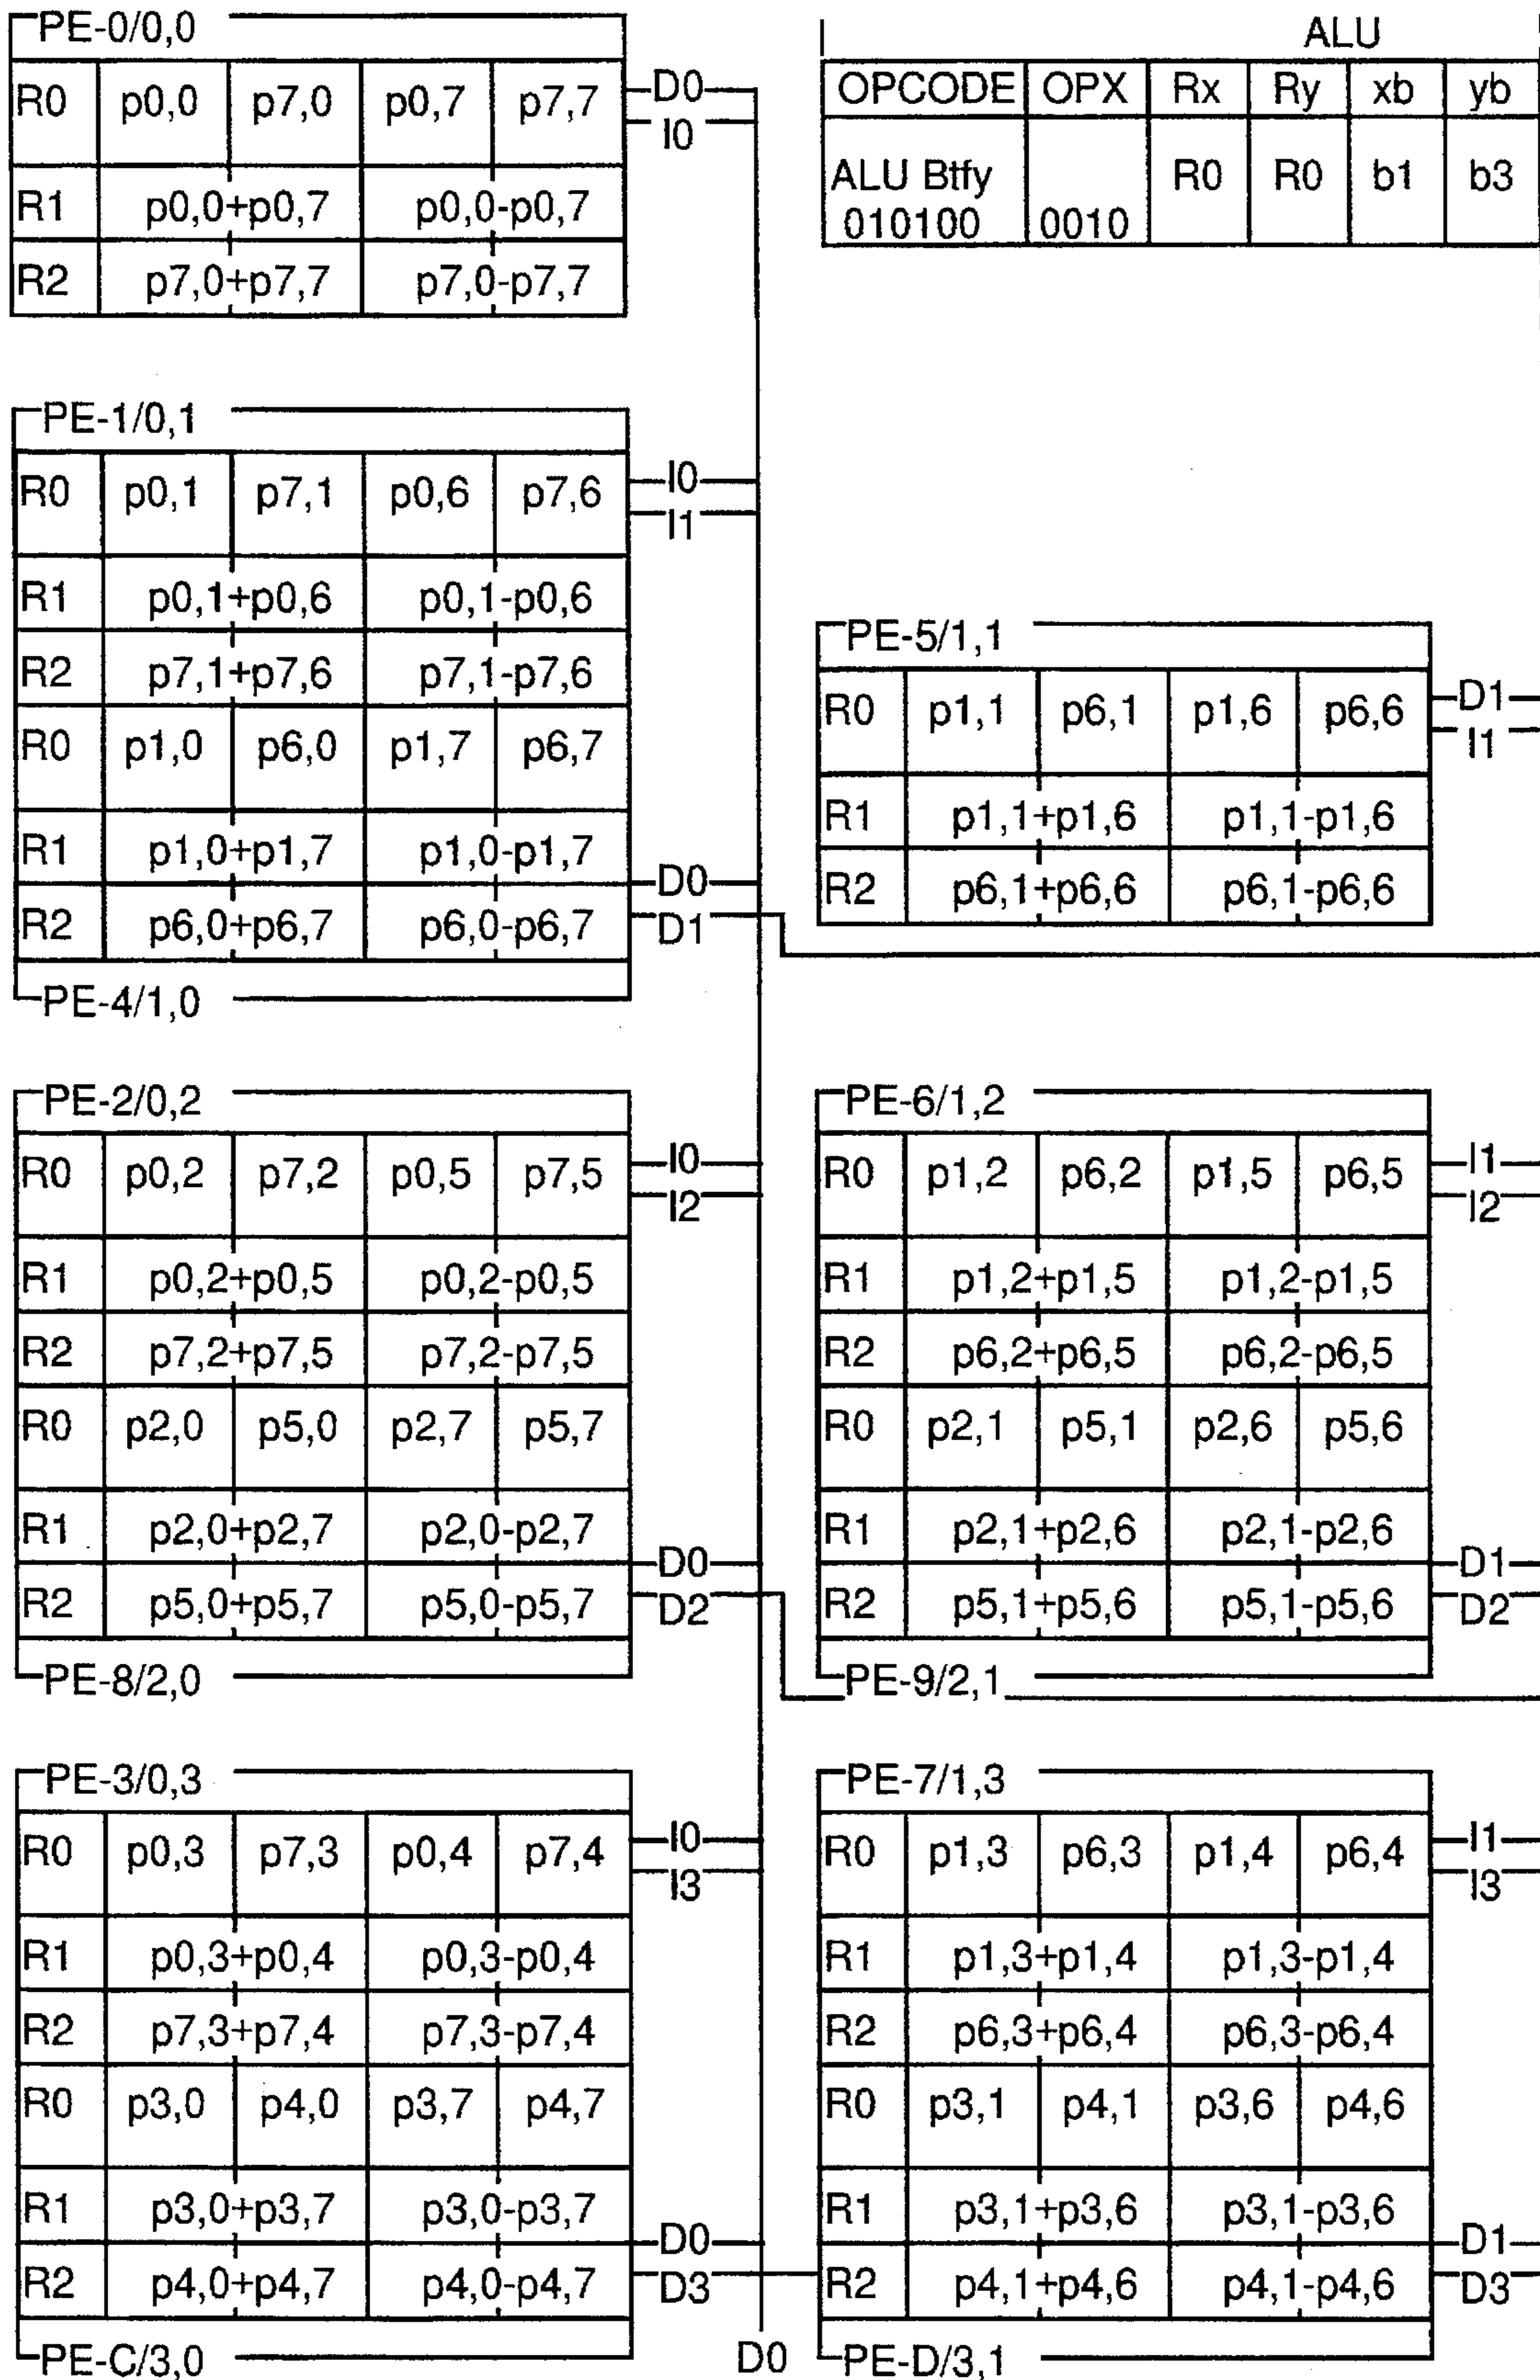 PE-0/0,0
R0 p0,0 p7,0 p0,7 p7,7
D0
I0
R1 p0,0+p0,7 p0,0-p0,7
R2 p7,0+p7,7 p7,0-p7,7
ALU
OPCODE OPX Rx Ry xb yb
ALU Btfy R0 R0 b1 b3
010100 0010
PE-1/0,1
R0 p0,1 p7,1 p0,6 p7,6
I0
I1
R1 p0,1+p0,6 p0,1-p0,6
R2 p7,1+p7,6 p7,1-p7,6
R0 p1,0 p6,0 p1,7 p6,7
R1 p1,0+p1,7 p1,0-p1,7
D0
R2 p6,0+p6,7 p6,0-p6,7
D1
PE-4/1,0
PE-5/1,1
R0 p1,1 p6,1 p1,6 p6,6
D1
I1
R1 p1,1+p1,6 p1,1-p1,6
R2 p6,1+p6,6 p6,1-p6,6
PE-2/0,2
R0 p0,2 p7,2 p0,5 p7,5
I0
I2
R1 p0,2+p0,5 p0,2-p0,5
R2 p7,2+p7,5 p7,2-p7,5
R0 p2,0 p5,0 p2,7 p5,7
R1 p2,0+p2,7 p2,0-p2,7
D0
R2 p5,0+p5,7 p5,0-p5,7
D2
PE-8/2,0
PE-6/1,2
R0 p1,2 p6,2 p1,5 p6,5
I1
I2
R1 p1,2+p1,5 p1,2-p1,5
R2 p6,2+p6,5 p6,2-p6,5
R0 p2,1 p5,1 p2,6 p5,6
R1 p2,1+p2,6 p2,1-p2,6
D1
R2 p5,1+p5,6 p5,1-p5,6
D2
PE-9/2,1
PE-3/0,3
R0 p0,3 p7,3 p0,4 p7,4
I0
I3
R1 p0,3+p0,4 p0,3-p0,4
R2 p7,3+p7,4 p7,3-p7,4
R0 p3,0 p4,0 p3,7 p4,7
R1 p3,0+p3,7 p3,0-p3,7
D0
R2 p4,0+p4,7 p4,0-p4,7
D3
PE-C/3,0
D0
PE-7/1,3
R0 p1,3 p6,3 p1,4 p6,4
I1
I3
R1 p1,3+p1,4 p1,3-p1,4
R2 p6,3+p6,4 p6,3-p6,4
R0 p3,1 p4,1 p3,6 p4,6
R1 p3,1+p3,6 p3,1-p3,6
D1
R2 p4,1+p4,6 p4,1-p4,6
D3
PE-D/3,1